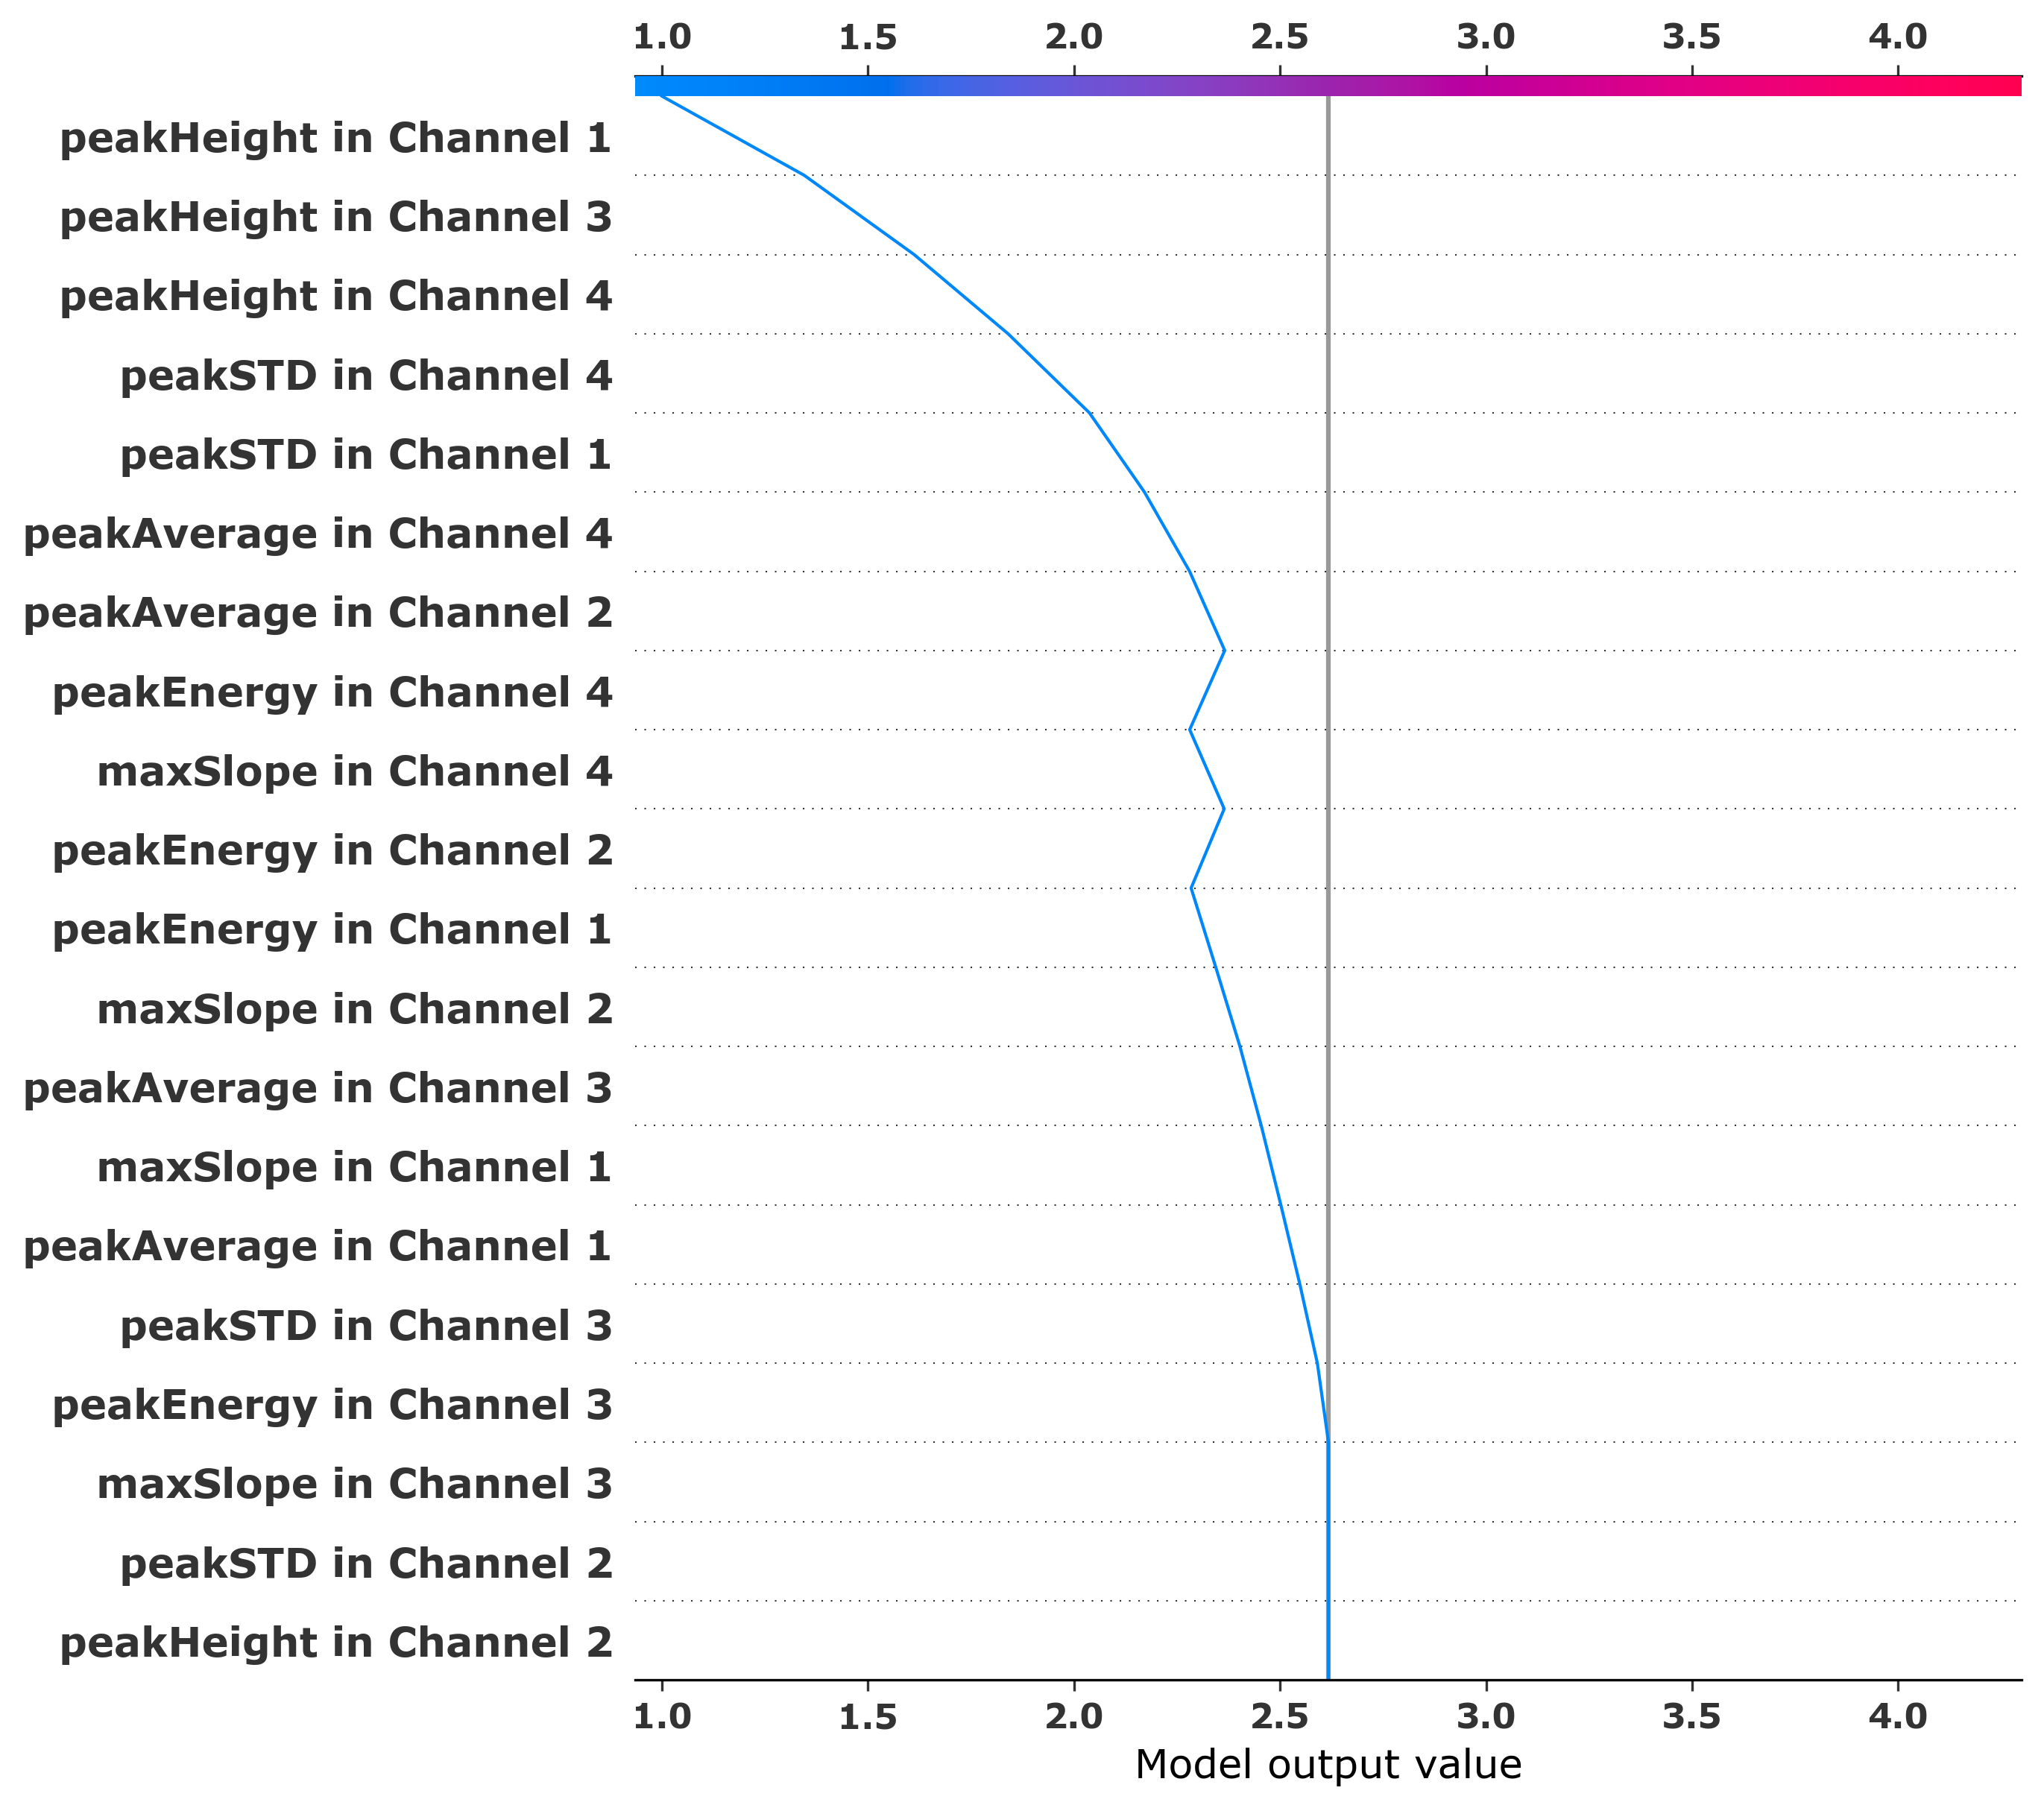 1.0 1.5 2.0 2.5 3.0 3.5 4.0
peakHeight in Channel 1
peakHeight in Channel 3
peakHeight in Channel 4
peakSTD in Channel 4
peakSTD in Channel 1
peakAverage in Channel 4
peakAverage in Channel 2
peakEnergy in Channel 4
maxSlope in Channel 4
peakEnergy in Channel 2
peakEnergy in Channel 1
maxSlope in Channel 2
peakAverage in Channel 3
maxSlope in Channel 1
peakAverage in Channel 1
peakSTD in Channel 3
peakEnergy in Channel 3
maxSlope in Channel 3
peakSTD in Channel 2
peakHeight in Channel 2
1.0 1.5 2.0 2.5 3.0 3.5 4.0
Model output value